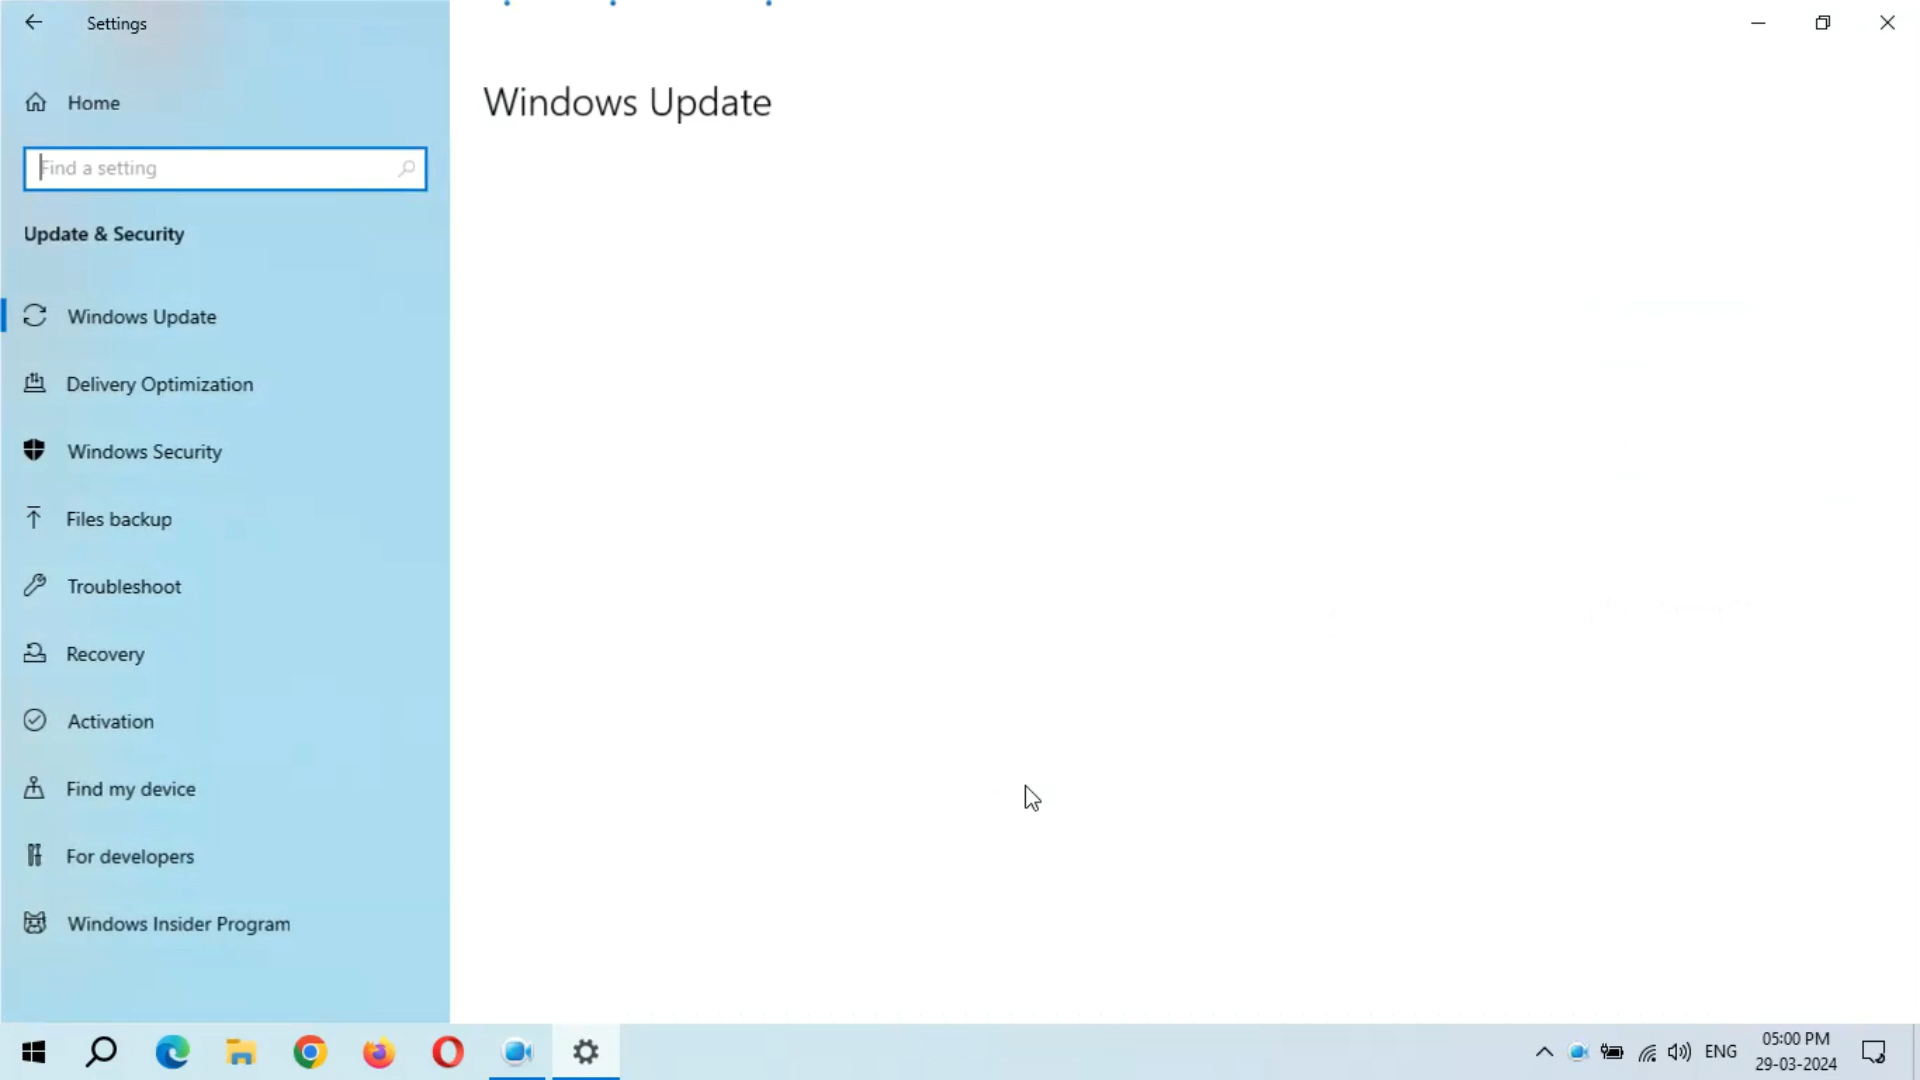 Settings
Home
Find a setting
Update & Security
Windows Update
Delivery Optimization
Windows Security
Files backup
Troubleshoot
Recovery
Activation
Find my device
For developers
Windows Insider Program
Windows Update
ENG
05:00 PM
29-03-2024